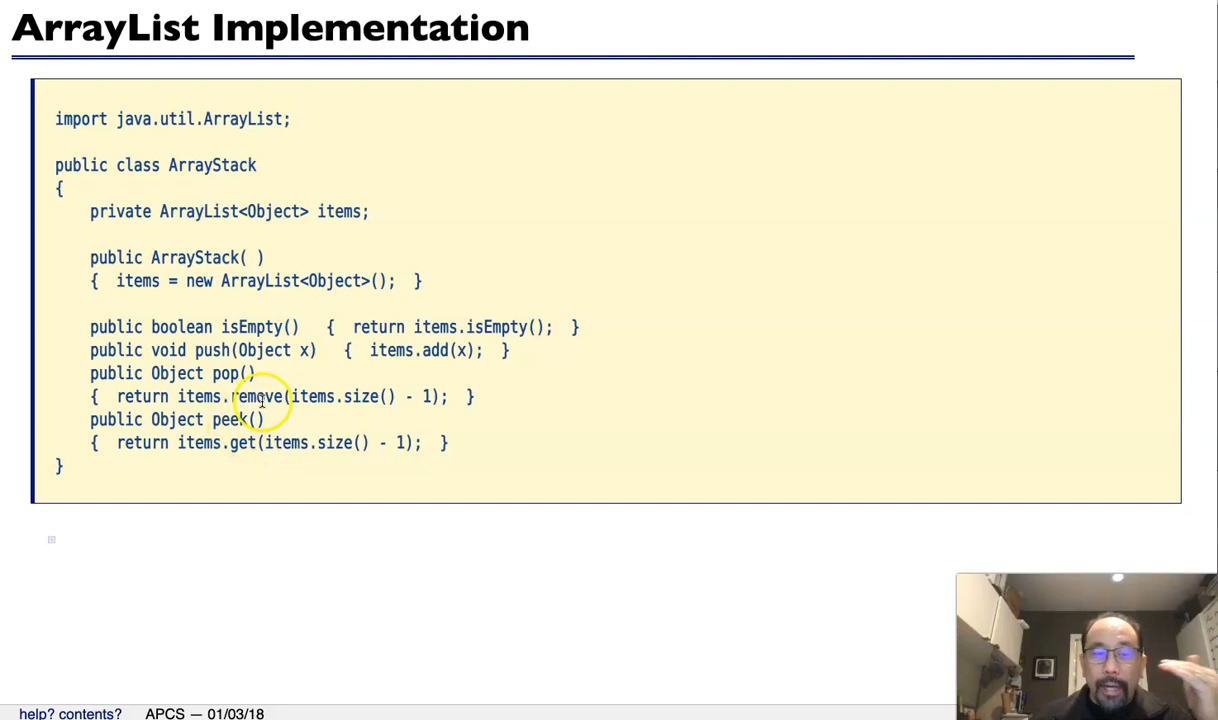 ArrayList Implementation
import java.util.ArrayList;
public class ArrayStack
{
private ArrayList<Object> items;
public ArrayStack( )
{ items = new ArrayList<Object>(); }
public boolean isEmpty() { return items.isEmpty(); }
public void push(Object x) { items.add(x); }
public Object pop()
{ return items.remove(items.size() - 1); }
public Object peek()
{ return items.get(items.size() - 1); }
}
help? contents? APCS — 01/03/18